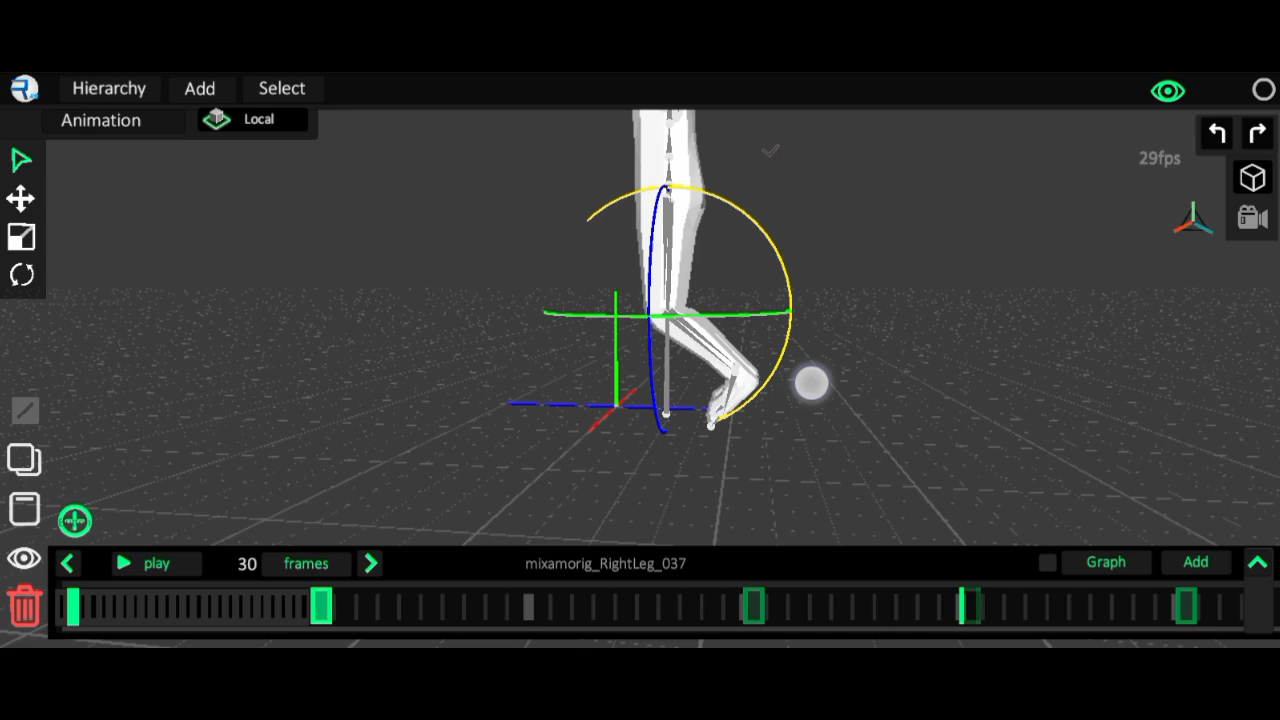 Hierarchy Add Select
Animation Local
29fps
play 30 frames mixamorig_RightLeg_037 Graph Add